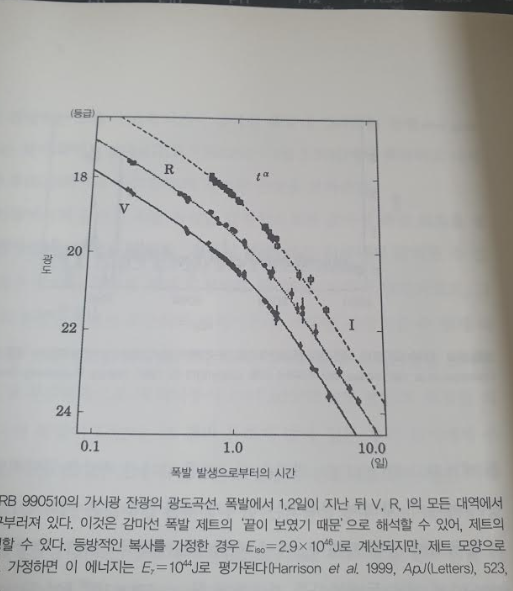 (등급)
18
R
tα
V
20
광도
22
I
24
0.1
1.0
10.0
(일)
폭발 발생으로부터의 시간
RB 990510의 가시광 잔광의 광도곡선. 폭발에서 1.2일이 지난 뒤 V, R, I의 모든 대역에서
구부러져 있다. 이것은 감마선 폭발 제트의 '끝이 보였기 때문'으로 해석할 수 있어, 제트의
할 수 있다. 등방적인 복사를 가정한 경우 Eiso=2.9×10⁴⁶J로 계산되지만, 제트 모양으로
가정하면 이 에너지는 Er=10⁴⁴J로 평가된다(Harrison et al. 1999, ApJ(Letters), 523,